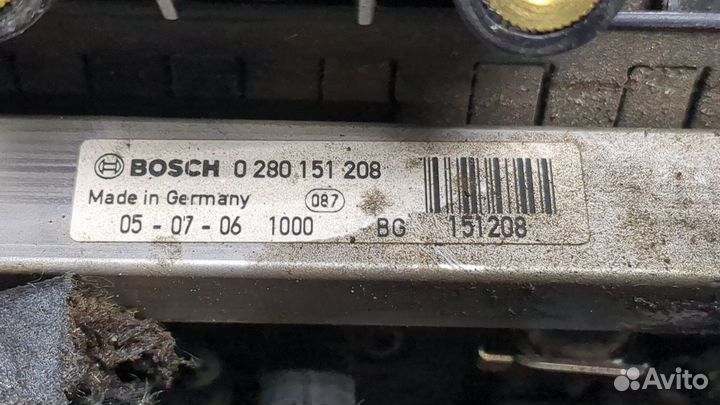 BOSCH 0 280 151 208
Made in Germany 087
05 - 07 - 06 1000 BG 151208
Avito